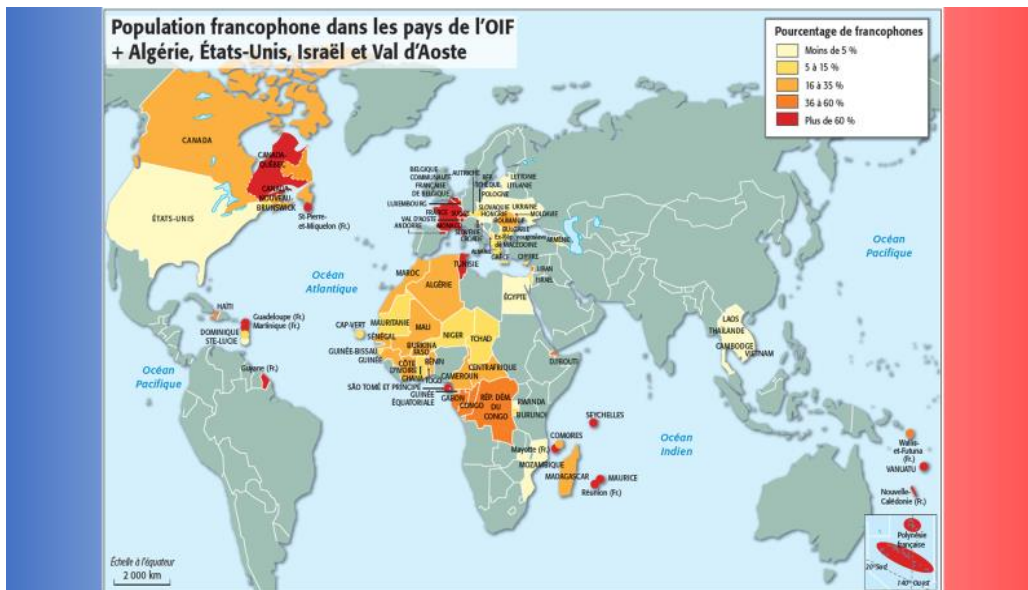 Population francophone dans les pays de l'OIF
+ Algérie, États-Unis, Israël et Val d'Aoste
Pourcentage de francophones
Moins de 5 %
5 à 15 %
16 à 35 %
36 à 60 %
Plus de 60 %
CANADA
CANADA-
QUÉBEC
CANADA-
NOUVEAU-
BRUNSWICK
ÉTATS-UNIS
St-Pierre-
et-Miquelon (Fr.)
BELGIQUE
COMMUNAUTÉ
FRANÇAISE
DE BELGIQUE
LUXEMBOURG
FRANCE
SUISSE
VAL D'AOSTE
ANDORRE
MONACO
AUTRICHE
RÉP.
TCHÈQUE
POLOGNE
LETTONIE
LITUANIE
SLOVAQUIE
UKRAINE
HONGRIE
MOLDAVIE
ROUMANIE
BULGARIE
de MACÉDOINE
ARMÉNIE
GRÈCE
CHYPRE
LIBAN
ISRAËL
Océan
Atlantique
Océan
Pacifique
TUNISIE
MAROC
ALGÉRIE
ÉGYPTE
HAÏTI
Guadeloupe (Fr.)
Martinique (Fr.)
DOMINIQUE
STE-LUCIE
CAP-VERT
MAURITANIE
SÉNÉGAL
MALI
NIGER
TCHAD
LAOS
THAÏLANDE
CAMBODGE
VIETNAM
GUINÉE-BISSAU
GUINÉE
BURKINA
FASO
BÉNIN
CÔTE
D'IVOIRE
GHANA
TOGO
CAMEROUN
CENTRAFRIQUE
DJIBOUTI
Océan
Pacifique
Guyane (Fr.)
SÃO TOMÉ ET PRINCIPE
GUINÉE
ÉQUATORIALE
GABON
CONGO
RÉP. DÉM.
DU
CONGO
RWANDA
BURUNDI
SEYCHELLES
COMORES
Mayotte (Fr.)
MOZAMBIQUE
MADAGASCAR
MAURICE
Réunion (Fr.)
Océan
Indien
Wallis-
et-Futuna
(Fr.)
VANUATU
Nouvelle-
Calédonie (Fr.)
Polynésie
française
20° Sud
140° Ouest
Échelle à l'équateur
2 000 km